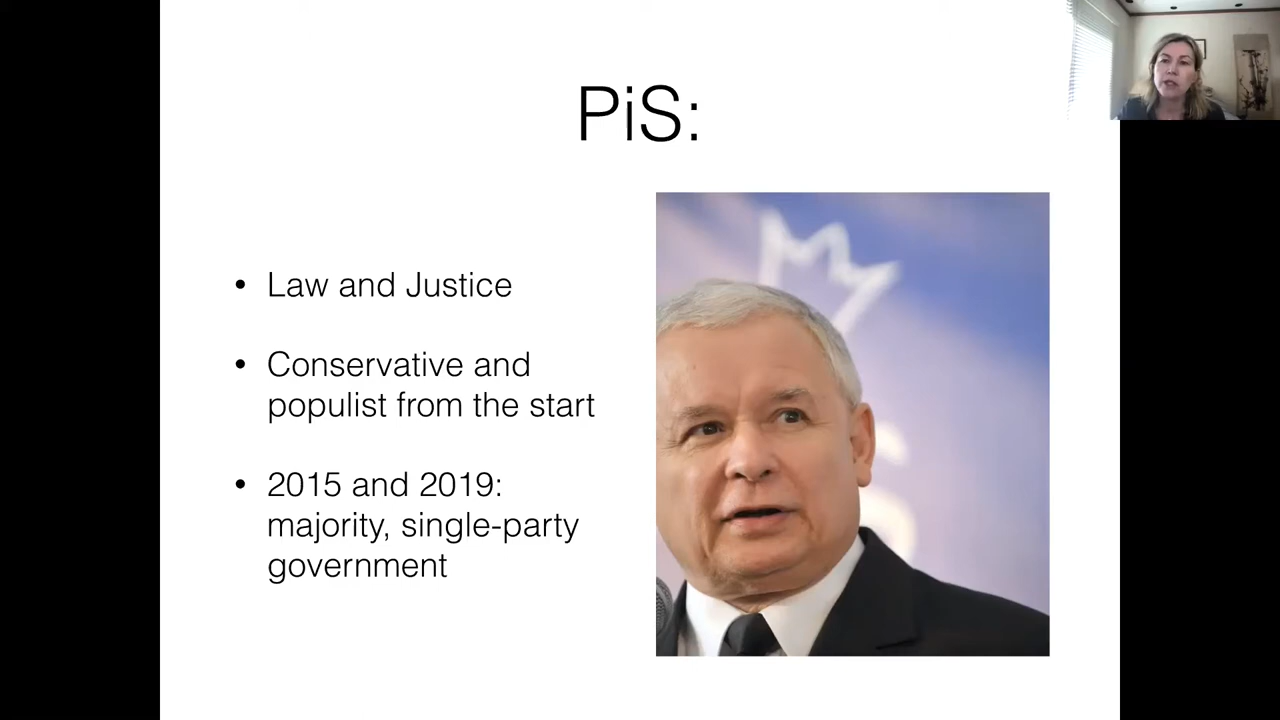 PiS:
• Law and Justice
• Conservative and
populist from the start
• 2015 and 2019:
majority, single-party
government